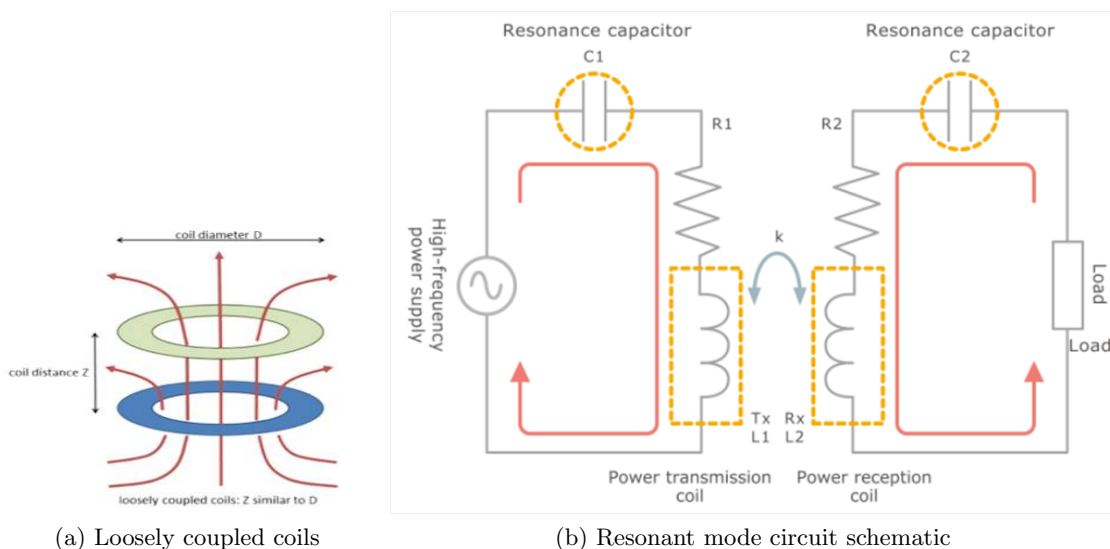 coil diameter D
coil distance Z
loosely coupled coils: Z similar to D
(a) Loosely coupled coils
Resonance capacitor
C1
Resonance capacitor
C2
R1
R2
High-frequency
power supply
k
Load
Load
Tx
L1
Rx
L2
Power transmission
coil
Power reception
coil
(b) Resonant mode circuit schematic